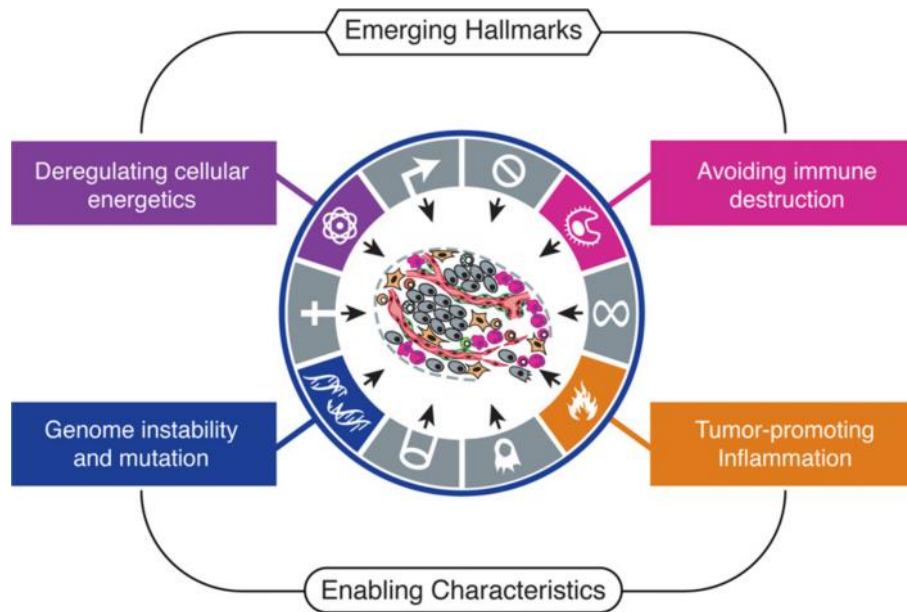 Emerging Hallmarks
Deregulating cellular
energetics
Avoiding immune
destruction
Genome instability
and mutation
Tumor-promoting
Inflammation
Enabling Characteristics